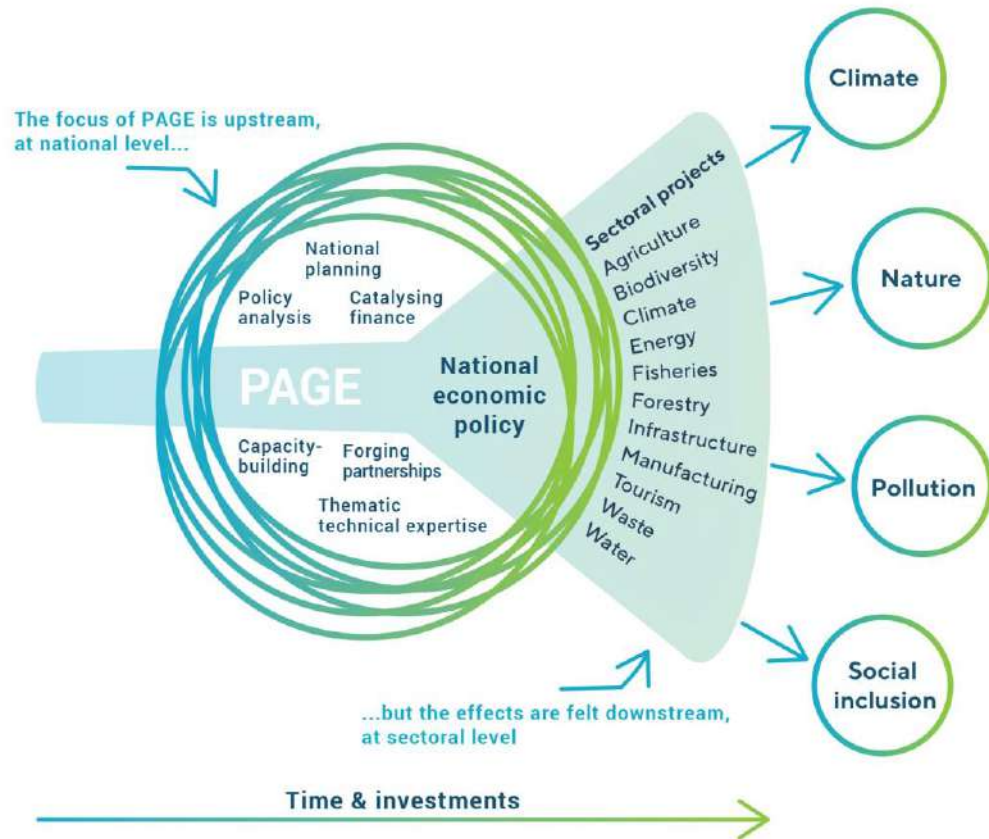 Climate
The focus of PAGE is upstream,
at national level...
Sectoral projects
Agriculture
Biodiversity
Climate
Energy
Fisheries
Forestry
Infrastructure
Manufacturing
Tourism
Waste
Water
National
planning
Policy
analysis
Catalysing
finance
Nature
PAGE
National
economic
policy
Capacity-
building
Forging
partnerships
Thematic
technical expertise
Pollution
Social
inclusion
...but the effects are felt downstream,
at sectoral level
Time & investments